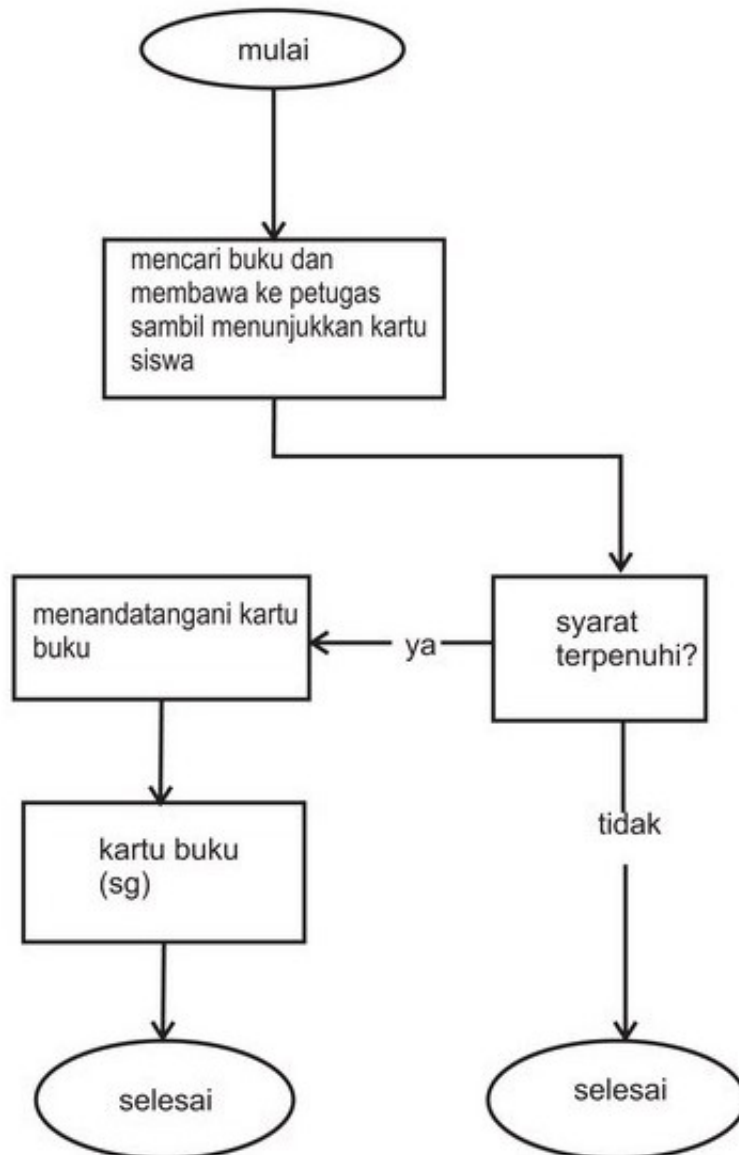 mulai
mencari buku dan
membawa ke petugas
sambil menunjukkan kartu
siswa
menandatangani kartu
buku
ya
syarat
terpenuhi?
kartu buku
(sg)
tidak
selesai
selesai